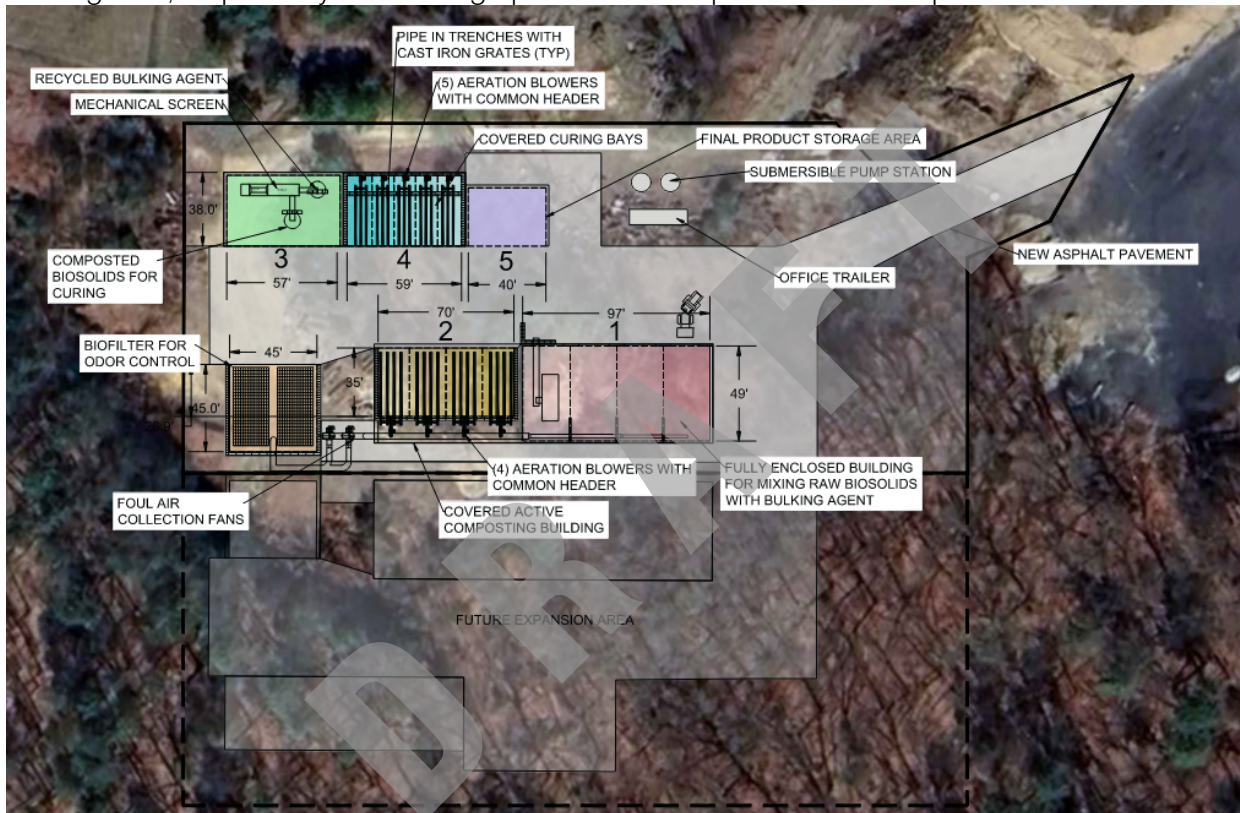 PIPE IN TRENCHES WITH
CAST IRON GRATES (TYP)
RECYCLED BULKING AGENT
(5) AERATION BLOWERS
WITH COMMON HEADER
MECHANICAL SCREEN
COVERED CURING BAYS
FINAL PRODUCT STORAGE AREA
SUBMERSIBLE PUMP STATION
38.0'
COMPOSTED
BIOSOLIDS FOR
CURING
3
4
5
NEW ASPHALT PAVEMENT
OFFICE TRAILER
57'
59'
40'
70'
97'
2
1
BIOFILTER FOR
ODOR CONTROL
45'
35'
49'
45.0'
(4) AERATION BLOWERS WITH
COMMON HEADER
FULLY ENCLOSED BUILDING
FOR MIXING RAW BIOSOLIDS
WITH BULKING AGENT
FOUL AIR
COLLECTION FANS
COVERED ACTIVE
COMPOSTING BUILDING
FUTURE EXPANSION AREA
DRAFT